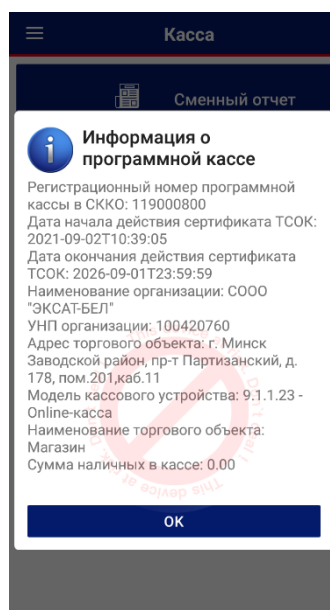 Касса
Сменный отчет
Информация о
программной кассе
Регистрационный номер программной
кассы в СККО: 119000800
Дата начала действия сертификата ТСОК:
2021-09-02T10:39:05
Дата окончания действия сертификата
ТСОК: 2026-09-01T23:59:59
Наименование организации: СООО
"ЭКСАТ-БЕЛ"
УНП организации: 100420760
Адрес торгового объекта: г. Минск
Заводской район, пр-т Партизанский, д.
178, пом.201,каб.11
Модель кассового устройства: 9.1.1.23 -
Online-касса
Наименование торгового объекта:
Магазин
Сумма наличных в кассе: 0.00
This device
OK